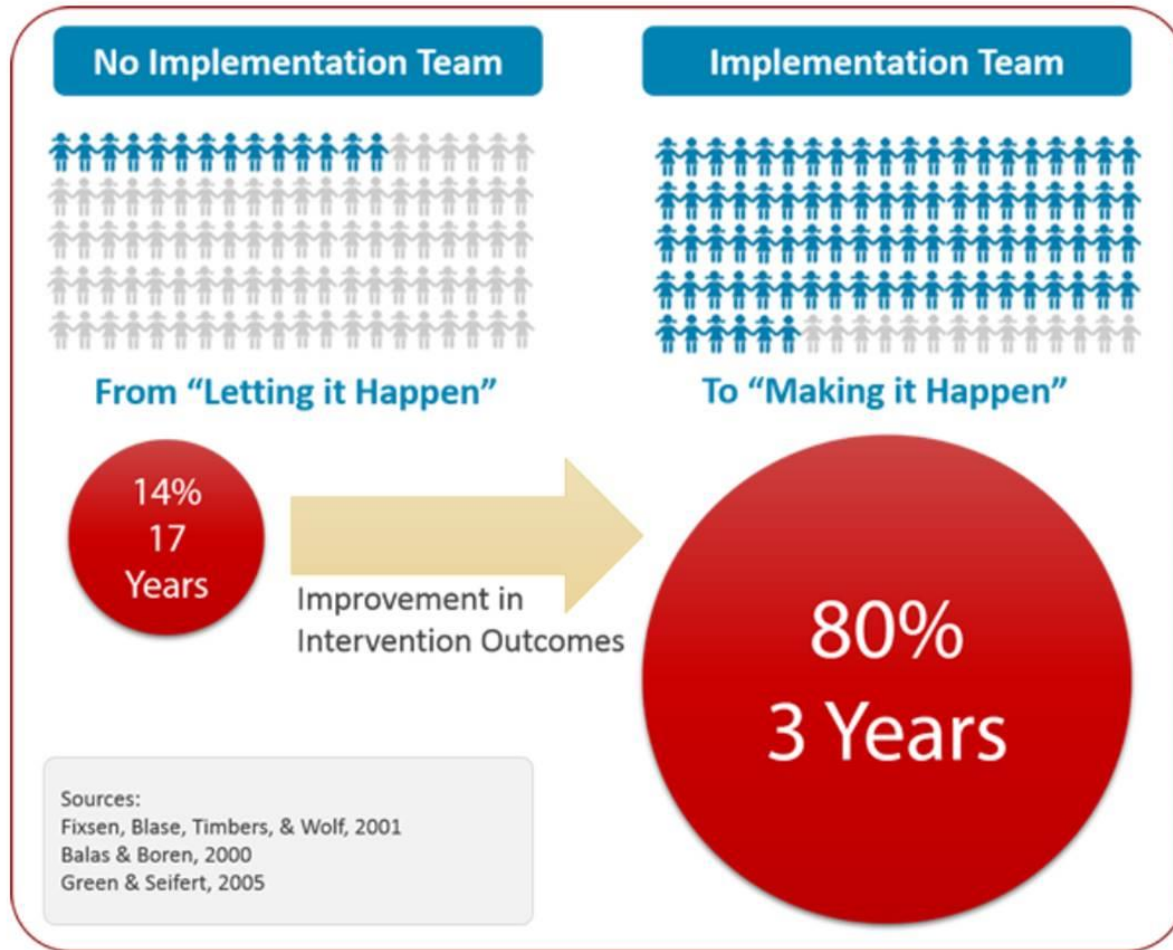 No Implementation Team
Implementation Team
From “Letting it Happen”
To “Making it Happen”
14%
17
Years
Improvement in
Intervention Outcomes
80%
3 Years
Sources:
Fixsen, Blase, Timbers, & Wolf, 2001
Balas & Boren, 2000
Green & Seifert, 2005